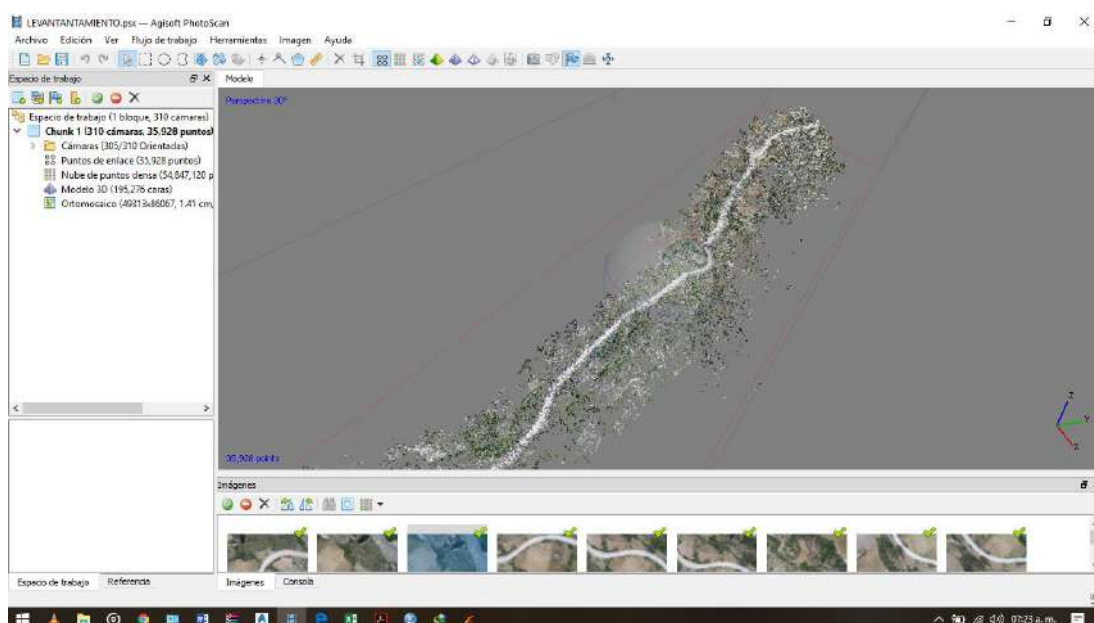 LEVANTANTAMIENTO.psx — Agisoft PhotoScan
Archivo Edición Ver Flujo de trabajo Herramientas Imagen Ayuda
Espacio de trabajo
Modelo
Perspective 30°
Espacio de trabajo (1 bloque, 310 cámaras)
Chunk 1 (310 cámaras, 35,928 puntos)
Cámaras (305/310 Orientadas)
Puntos de enlace (35,928 puntos)
Nube de puntos densa (54,847,120 p
Modelo 3D (195,276 caras)
Ortomosaico (49313x86067, 1.41 cm,
Z
Y
X
35,928 points
Imágenes
Espacio de trabajo Referencia
Imágenes Consola
07:23 a. m.